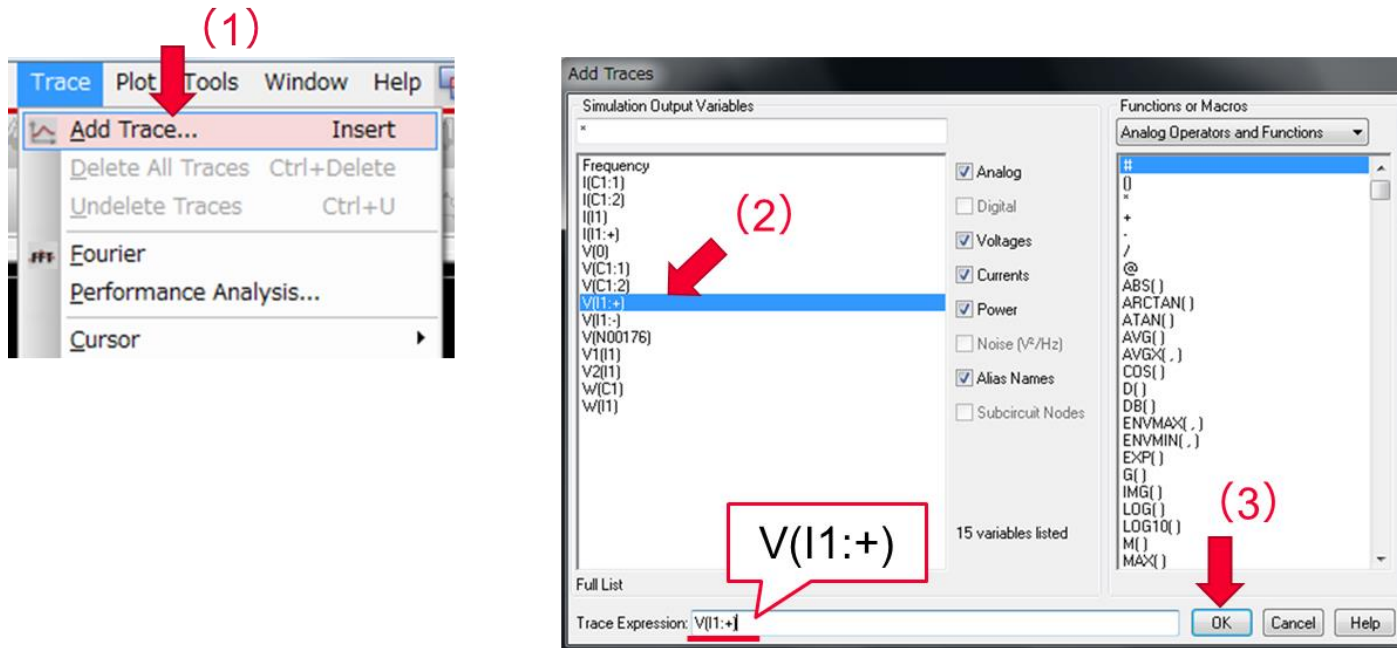 (1)
Trace Plot Tools Window Help
Add Trace... Insert
Delete All Traces Ctrl+Delete
Undelete Traces Ctrl+U
Fourier
Performance Analysis...
Cursor
Add Traces
Simulation Output Variables
*
Frequency
I(C1:1)
I(C1:2)
I(I1)
I(I1:+)
V(0)
V(C1:1)
V(C1:2)
V(I1:+)
V(I1:-)
V(N00176)
V1(I1)
V2(I1)
W(C1)
W(I1)
(2)
Analog
Digital
Voltages
Currents
Power
Noise (V²/Hz)
Alias Names
Subcircuit Nodes
15 variables listed
Functions or Macros
Analog Operators and Functions
#
()
*
+
-
/
@
ABS()
ARCTAN()
ATAN()
AVG()
AVGX(,)
COS()
D()
DB()
ENVMAX(,)
ENVMIN(,)
EXP()
G()
IMG()
LOG()
LOG10()
M()
MAX()
(3)
V(I1:+)
Full List
Trace Expression: V(I1:+)
OK Cancel Help